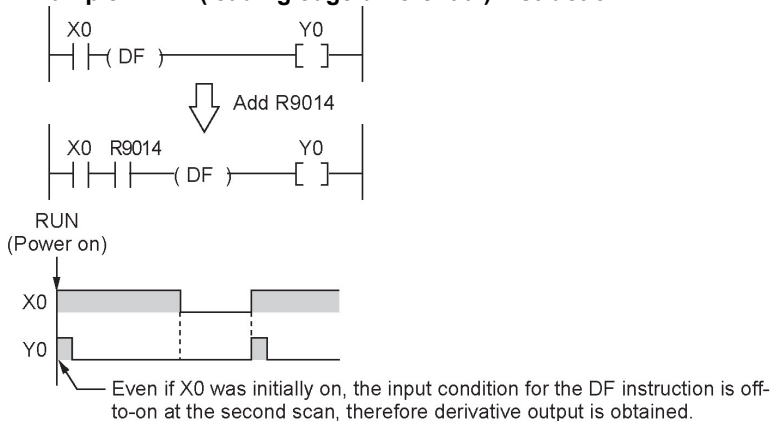 X0 Y0
( DF )
Add R9014
X0 R9014 Y0
( DF )
RUN
(Power on)
X0
Y0
Even if X0 was initially on, the input condition for the DF instruction is off-
to-on at the second scan, therefore derivative output is obtained.